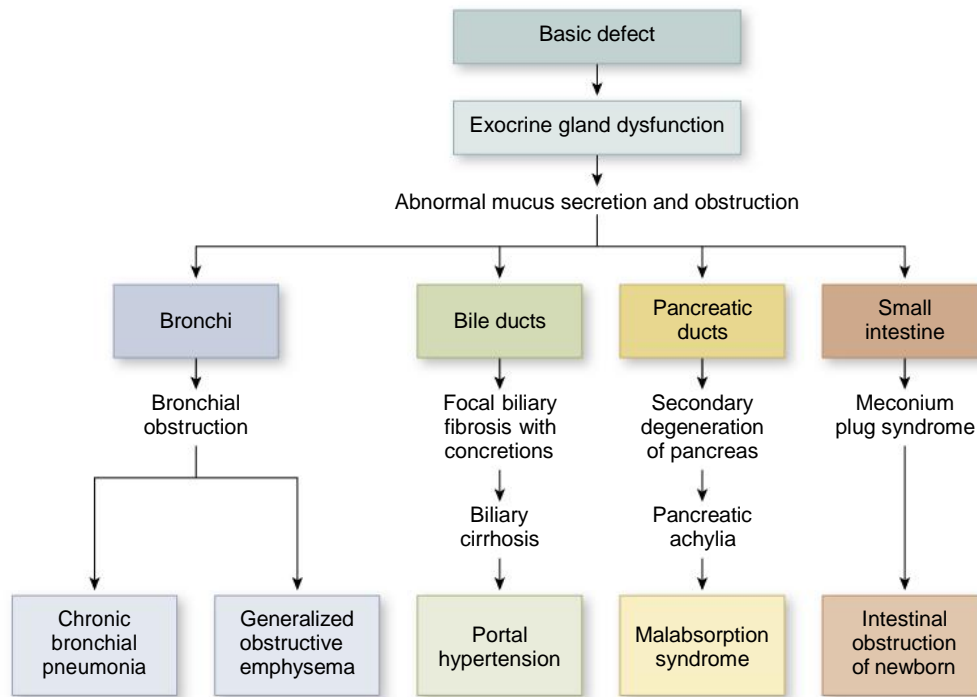 Basic defect
Exocrine gland dysfunction
Abnormal mucus secretion and obstruction
Bronchi
Bile ducts
Pancreatic
ducts
Small
intestine
Bronchial
obstruction
Focal biliary
fibrosis with
concretions
Secondary
degeneration
of pancreas
Meconium
plug syndrome
Biliary
cirrhosis
Pancreatic
achylia
Chronic
bronchial
pneumonia
Generalized
obstructive
emphysema
Portal
hypertension
Malabsorption
syndrome
Intestinal
obstruction
of newborn